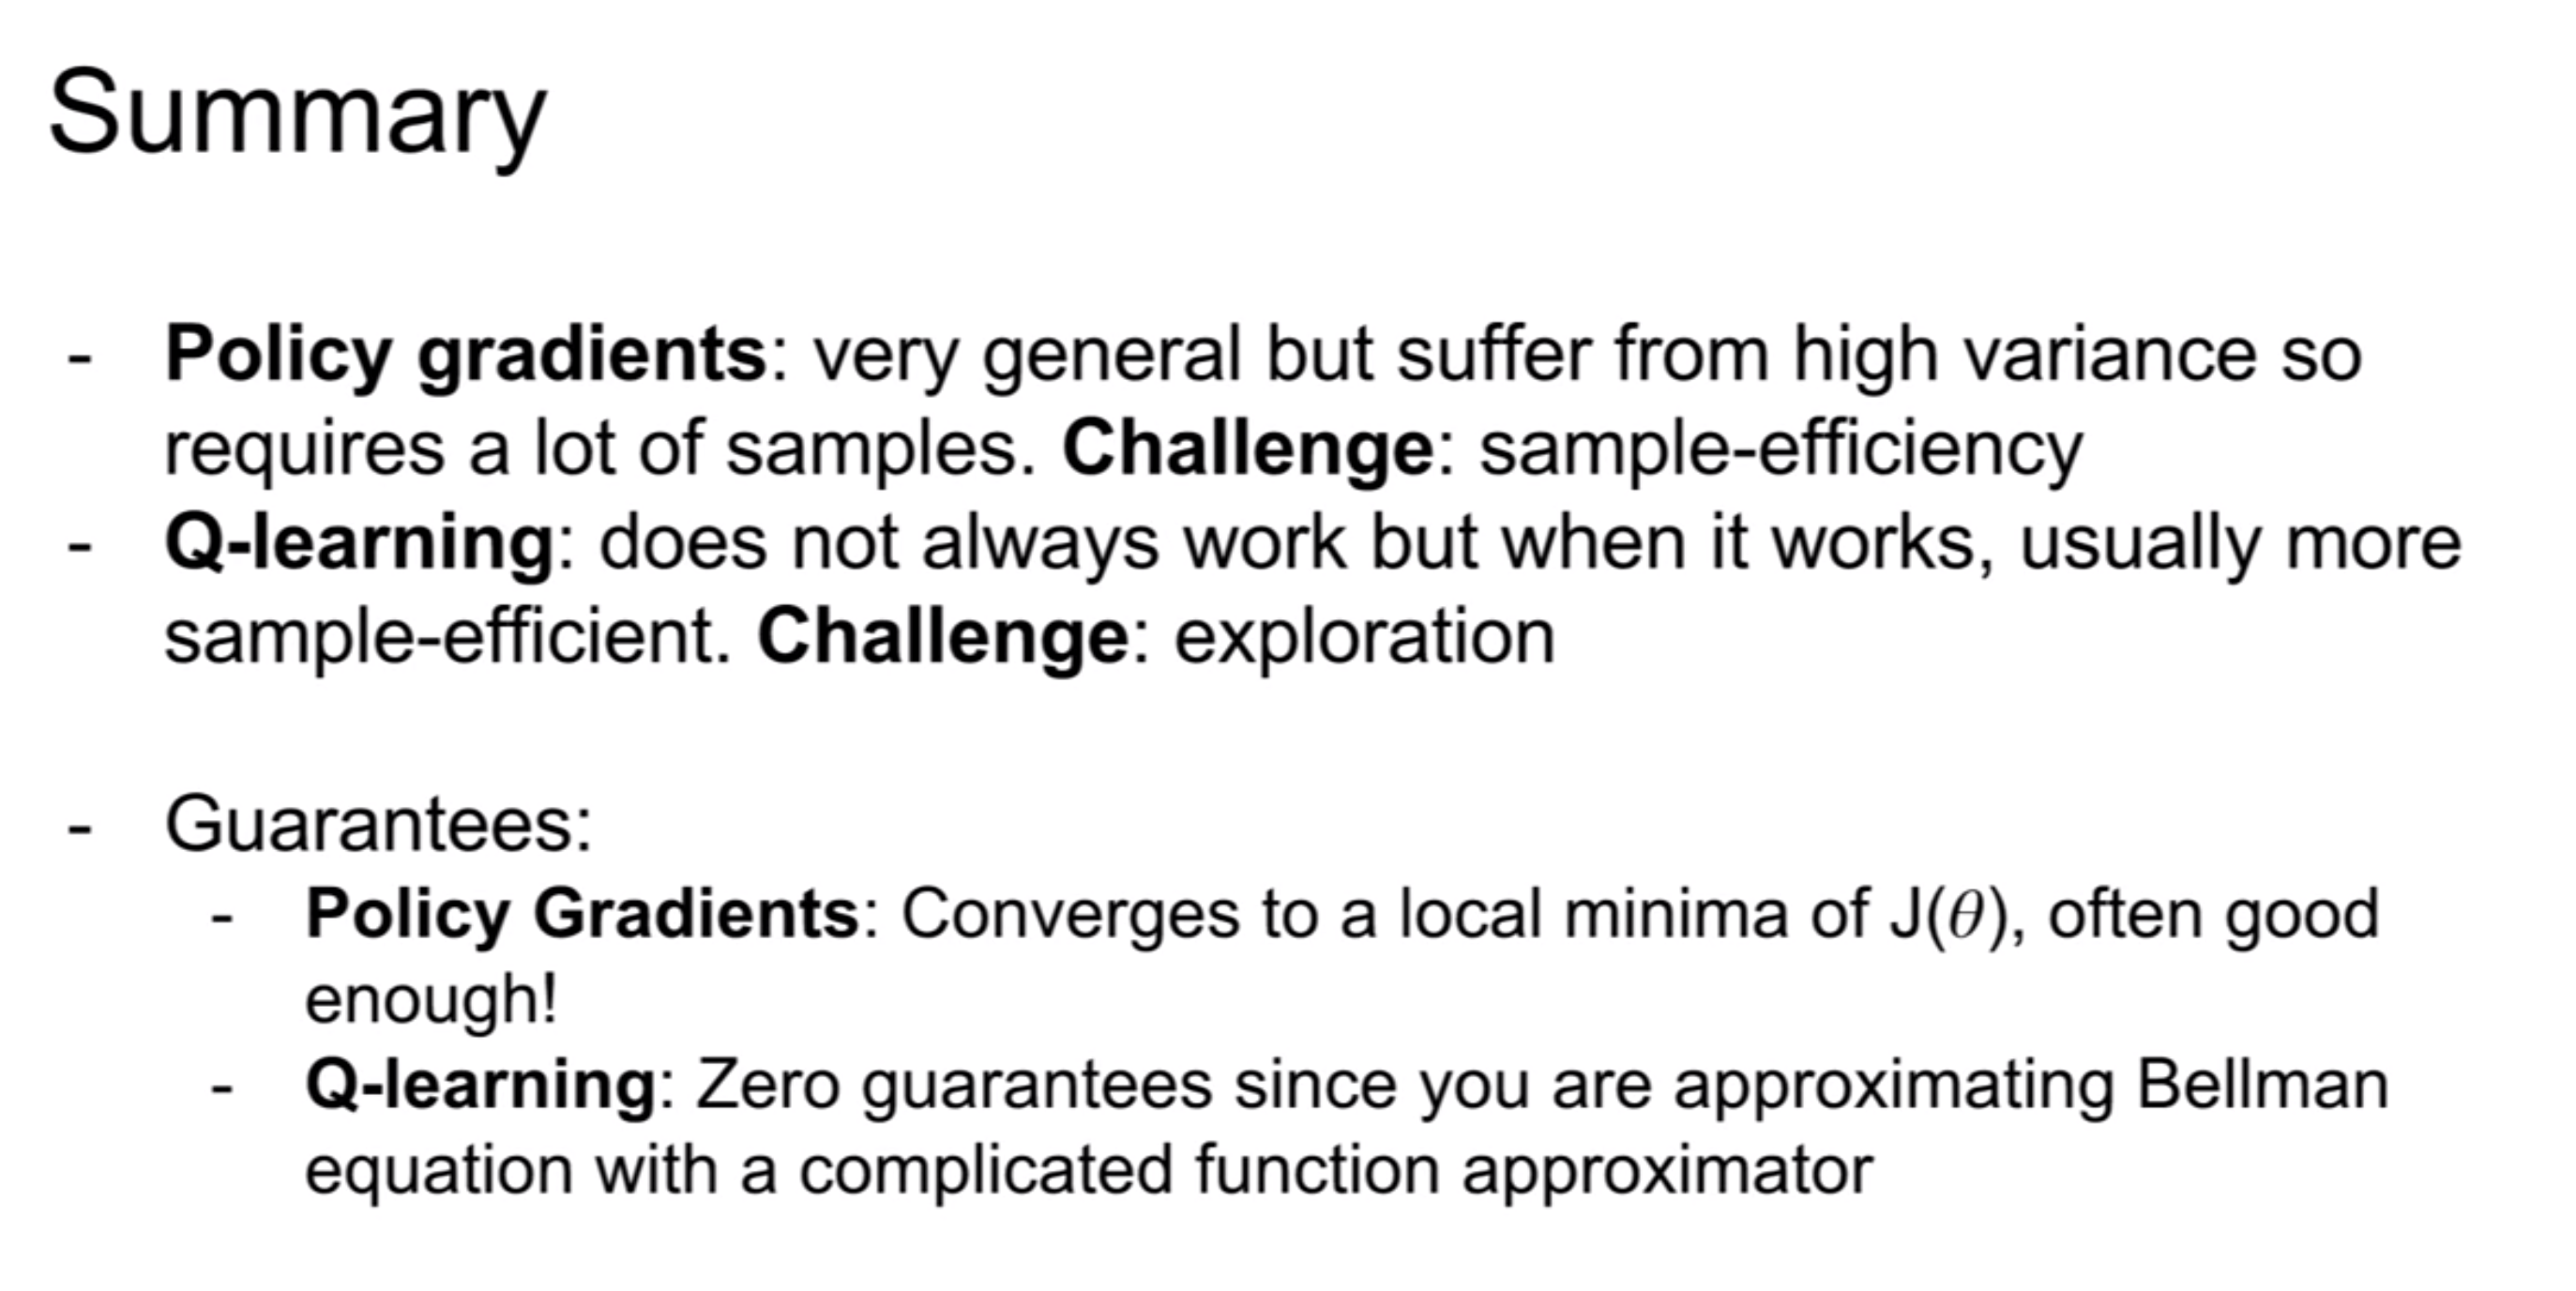 Summary
- Policy gradients: very general but suffer from high variance so
requires a lot of samples. Challenge: sample-efficiency
- Q-learning: does not always work but when it works, usually more
sample-efficient. Challenge: exploration
- Guarantees:
- Policy Gradients: Converges to a local minima of J(θ), often good
enough!
- Q-learning: Zero guarantees since you are approximating Bellman
equation with a complicated function approximator